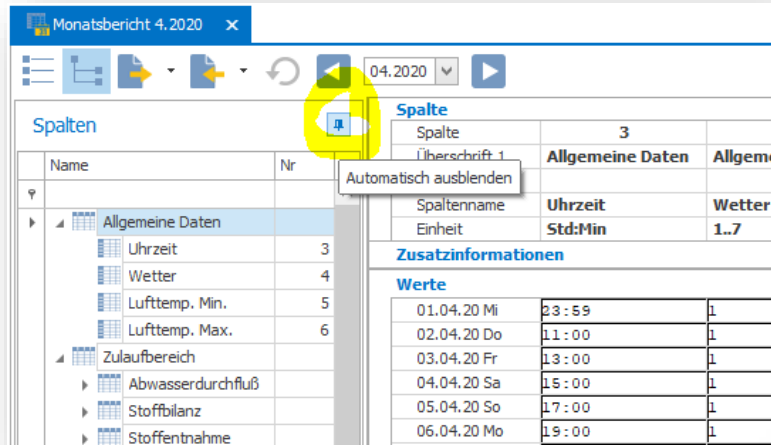 Monatsbericht 4.2020
04.2020
Spalten
Name Nr
Allgemeine Daten
Uhrzeit 3
Wetter 4
Lufttemp. Min. 5
Lufttemp. Max. 6
Zulaufbereich
Abwasserdurchfluß
Stoffbilanz
Stoffentnahme
Automatisch ausblenden
Spalte
Spalte 3
Überschrift 1 Allgemeine Daten Allgeme
Spaltenname Uhrzeit Wetter
Einheit Std:Min 1..7
Zusatzinformationen
Werte
01.04.20 Mi 23:59 1
02.04.20 Do 11:00 1
03.04.20 Fr 13:00 1
04.04.20 Sa 15:00 1
05.04.20 So 17:00 1
06.04.20 Mo 19:00 1